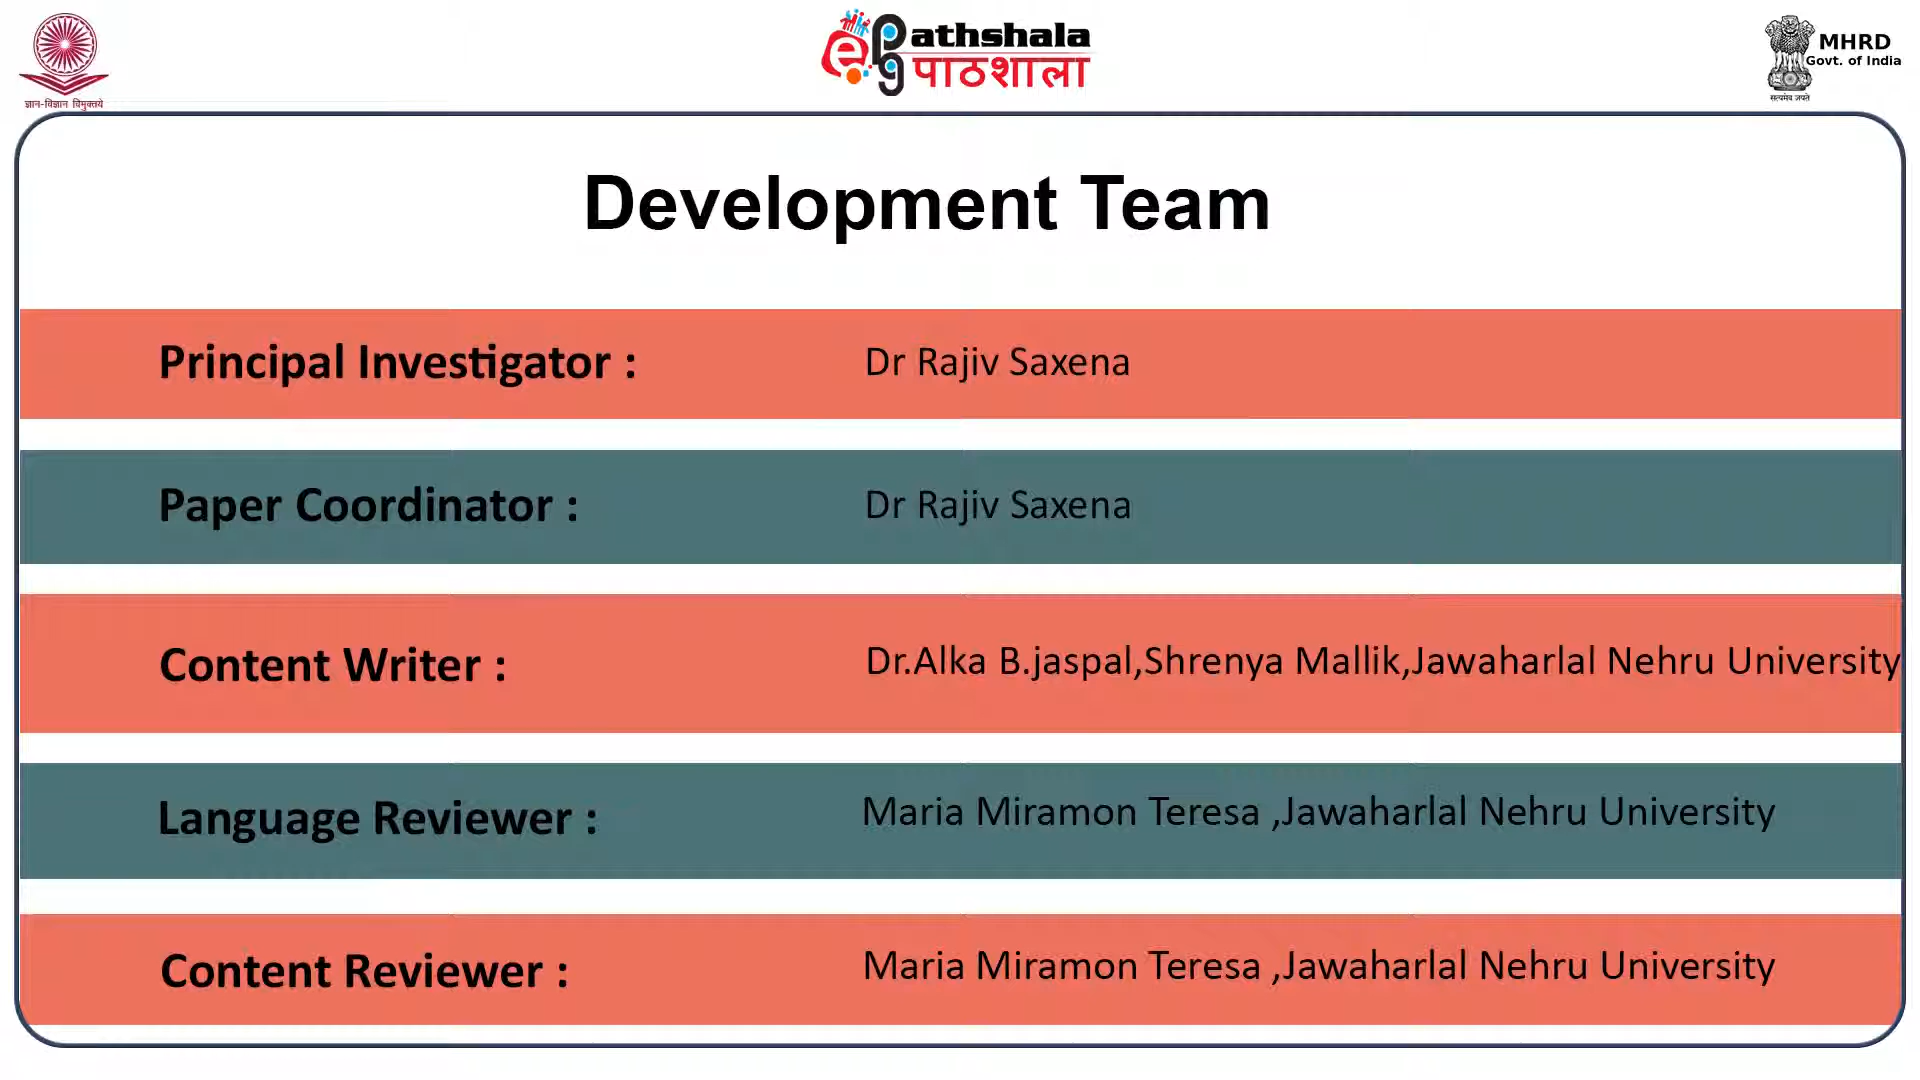 ज्ञान-विज्ञान विमुक्तये
ePathshala
पाठशाला
MHRD
Govt. of India
सत्यमेव जयते
Development Team
Principal Investigator : Dr Rajiv Saxena
Paper Coordinator : Dr Rajiv Saxena
Content Writer : Dr.Alka B.jaspal,Shrenya Mallik,Jawaharlal Nehru University
Language Reviewer : Maria Miramon Teresa ,Jawaharlal Nehru University
Content Reviewer : Maria Miramon Teresa ,Jawaharlal Nehru University